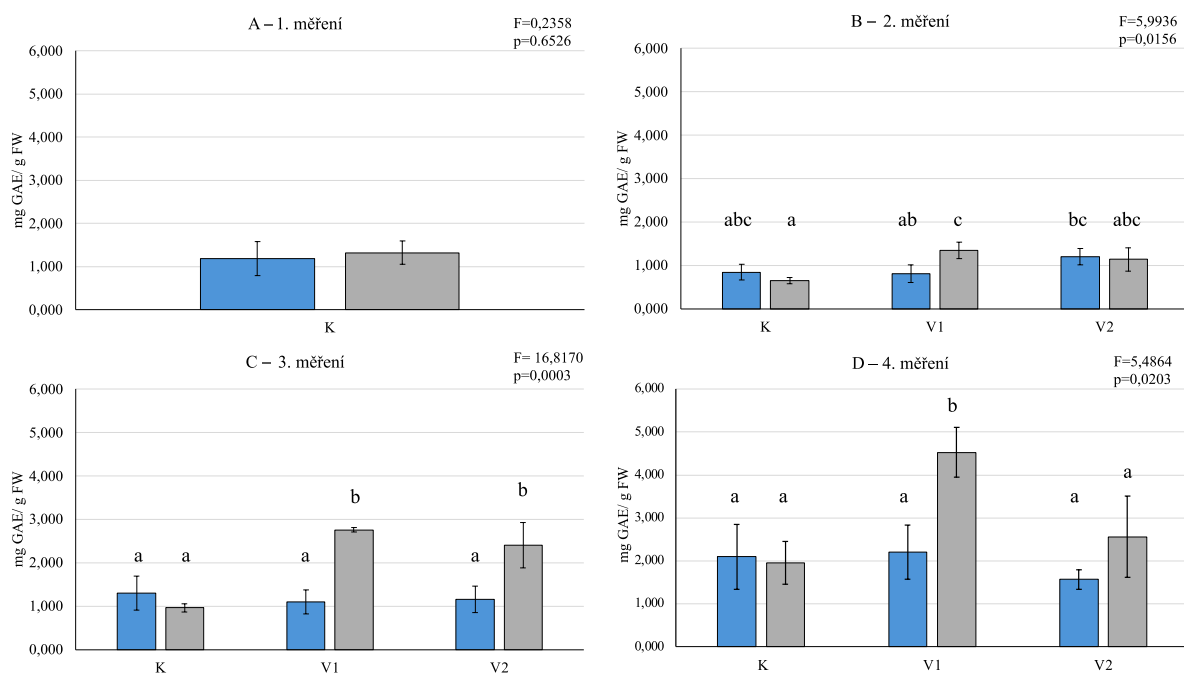 A – 1. měření
F=0,2358
p=0.6526
mg GAE/ g FW
6,000
5,000
4,000
3,000
2,000
1,000
0,000
K
B – 2. měření
F=5,9936
p=0,0156
mg GAE/ g FW
6,000
5,000
4,000
3,000
2,000
1,000
0,000
abc a ab c bc abc
K V1 V2
C – 3. měření
F= 16,8170
p=0,0003
mg GAE/ g FW
6,000
5,000
4,000
3,000
2,000
1,000
0,000
a a a b a b
K V1 V2
D – 4. měření
F=5,4864
p=0,0203
mg GAE/ g FW
6,000
5,000
4,000
3,000
2,000
1,000
0,000
a a a b a a
K V1 V2